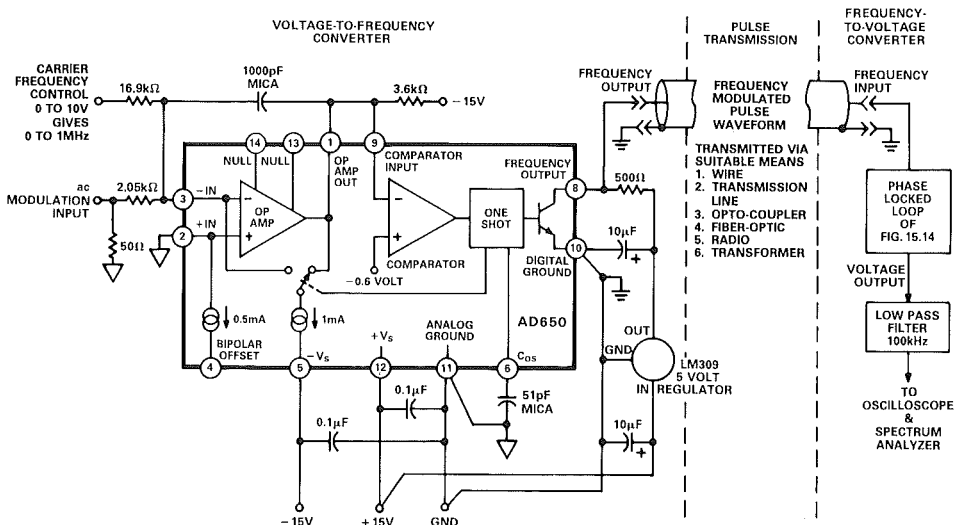 VOLTAGE-TO-FREQUENCY
CONVERTER
PULSE
TRANSMISSION
FREQUENCY-
TO-VOLTAGE
CONVERTER
CARRIER
FREQUENCY
CONTROL
0 TO 10V
GIVES
0 TO 1MHz
16.9kΩ
1000pF
MICA
3.6kΩ
−15V
FREQUENCY
OUTPUT
FREQUENCY
MODULATED
PULSE
WAVEFORM
FREQUENCY
INPUT
TRANSMITTED VIA
SUITABLE MEANS
1. WIRE
2. TRANSMISSION
LINE
3. OPTO-COUPLER
4. FIBER-OPTIC
5. RADIO
6. TRANSFORMER
14
13
1
9
NULL
NULL
OP
AMP
OUT
COMPARATOR
INPUT
FREQUENCY
OUTPUT
8
500Ω
ac
MODULATION
INPUT
2.05kΩ
50Ω
3
−IN
2
+IN
−
+
OP
AMP
−
+
COMPARATOR
−0.6 VOLT
ONE
SHOT
10
DIGITAL
GROUND
10μF
+
PHASE
LOCKED
LOOP
OF
FIG. 15.14
VOLTAGE
OUTPUT
LOW PASS
FILTER
100kHz
TO
OSCILLOSCOPE
&
SPECTRUM
ANALYZER
0.5mA
1mA
BIPOLAR
OFFSET
−VS
+VS
ANALOG
GROUND
COS
AD650
4
5
12
11
6
OUT
GND
LM309
5 VOLT
IN REGULATOR
0.1μF
0.1μF
51pF
MICA
10μF
+
−15V
+15V
GND